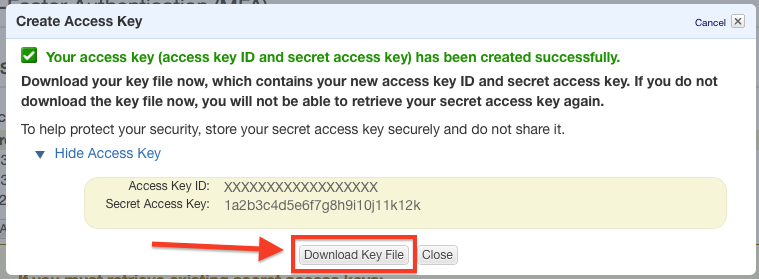 Create Access Key
Cancel
Your access key (access key ID and secret access key) has been created successfully.
Download your key file now, which contains your new access key ID and secret access key. If you do not
download the key file now, you will not be able to retrieve your secret access key again.
To help protect your security, store your secret access key securely and do not share it.
Hide Access Key
Access Key ID: XXXXXXXXXXXXXXXXXX
Secret Access Key: 1a2b3c4d5e6f7g8h9i10j11k12k
Download Key File Close